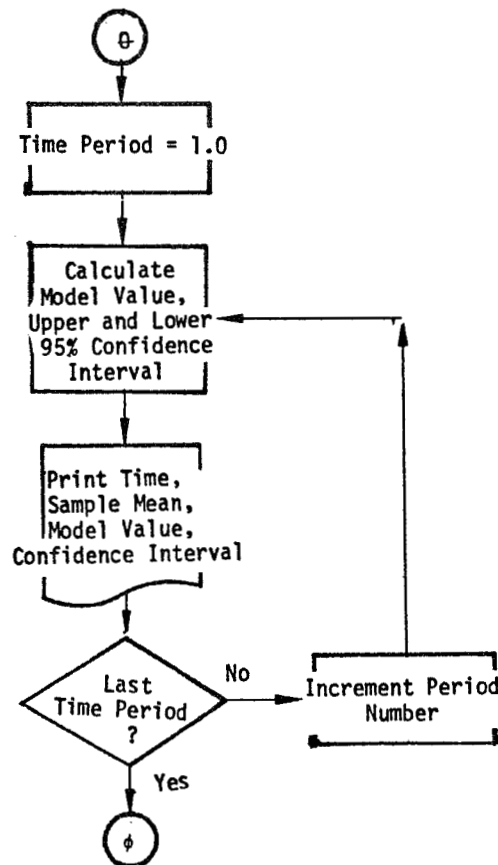 Time Period = 1.0
Calculate
Model Value,
Upper and Lower
95% Confidence
Interval
Print Time,
Sample Mean,
Model Value,
Confidence Interval
Last
Time Period
?
No
Increment Period
Number
Yes
ϕ